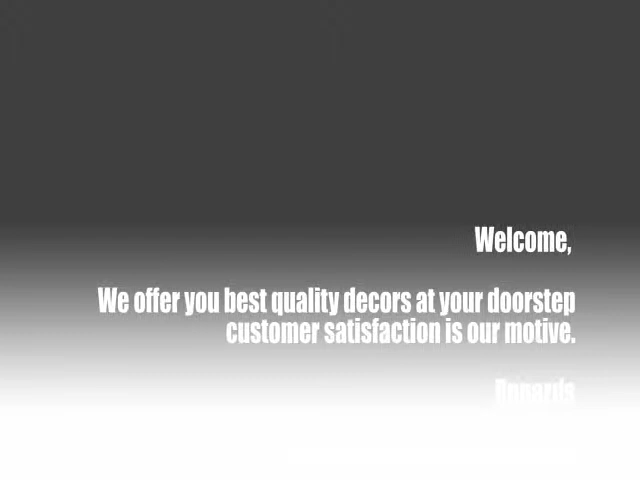 Welcome,
We offer you best quality decors at your doorstep
customer satisfaction is our motive.